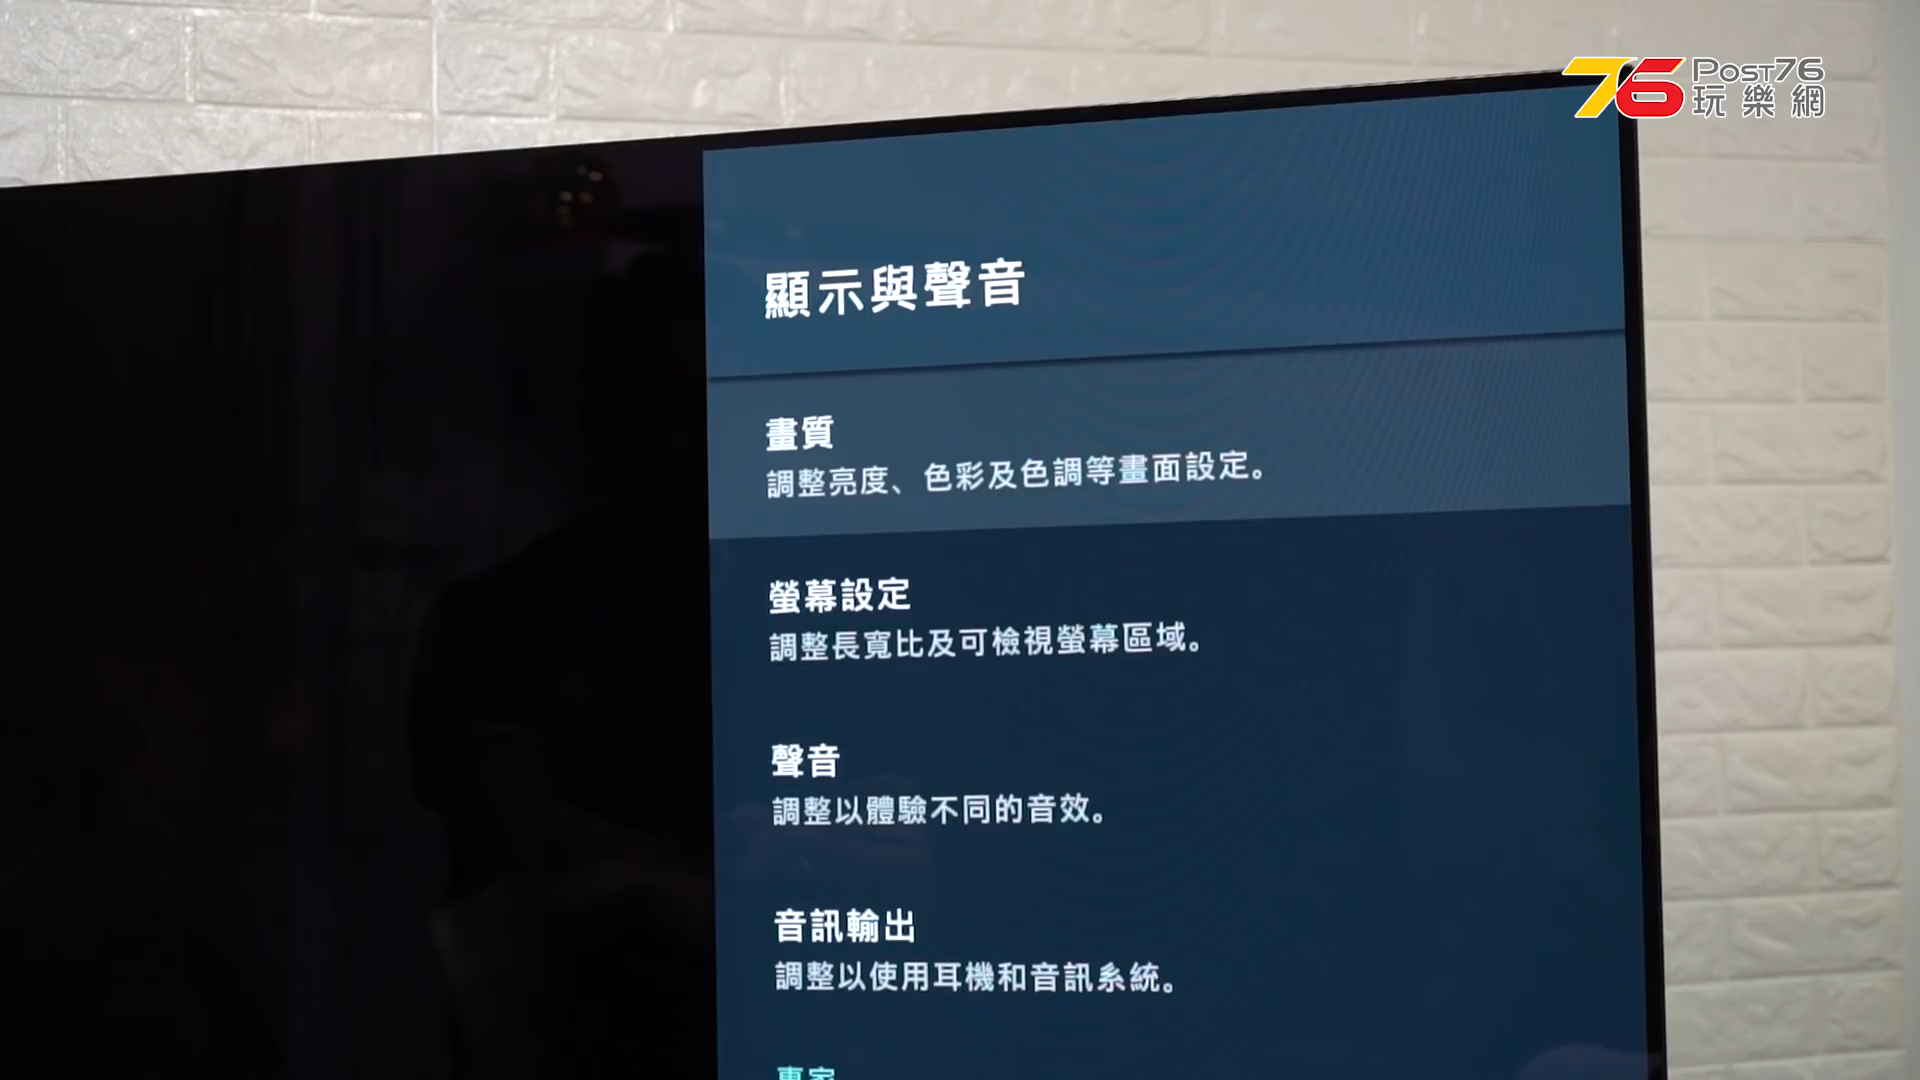 76 Post76
玩樂網
顯示與聲音
畫質
調整亮度、色彩及色調等畫面設定。
螢幕設定
調整長寬比及可檢視螢幕區域。
聲音
調整以體驗不同的音效。
音訊輸出
調整以使用耳機和音訊系統。
專家